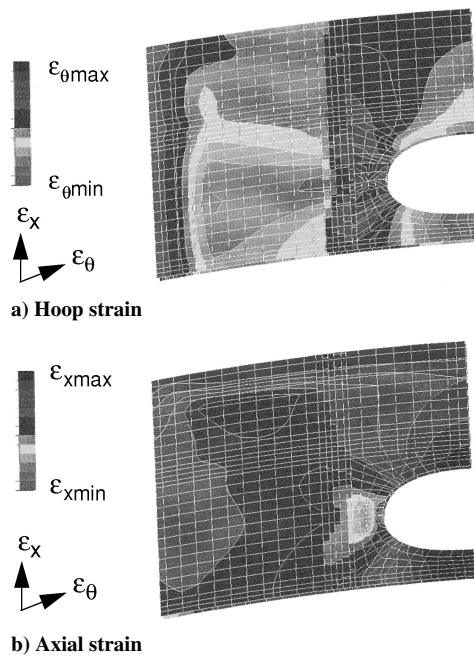 εθmax
εθmin
εx
εθ
a) Hoop strain
εxmax
εxmin
εx
εθ
b) Axial strain